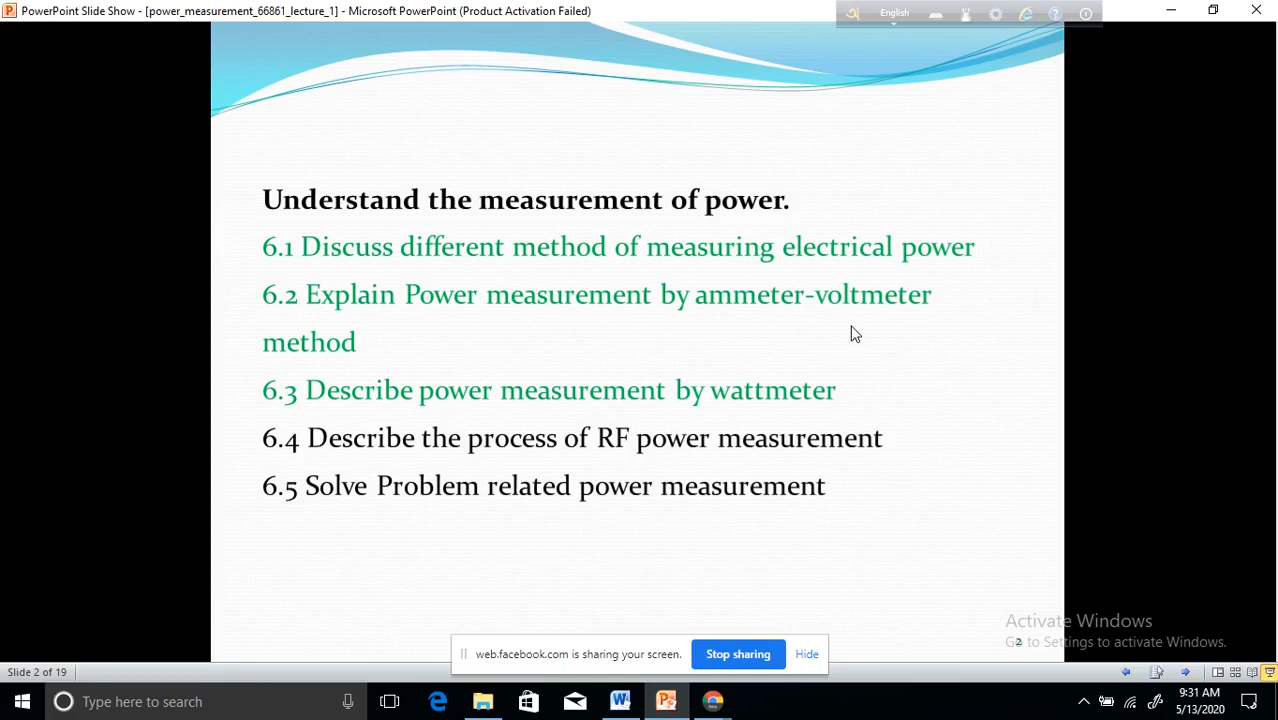 PowerPoint Slide Show - [power_measurement_66861_lecture_1] - Microsoft PowerPoint (Product Activation Failed)
English
Understand the measurement of power.
6.1 Discuss different method of measuring electrical power
6.2 Explain Power measurement by ammeter-voltmeter
method
6.3 Describe power measurement by wattmeter
6.4 Describe the process of RF power measurement
6.5 Solve Problem related power measurement
Activate Windows
Go to Settings to activate Windows.
2
web.facebook.com is sharing your screen.
Stop sharing
Hide
Slide 2 of 19
Type here to search
9:31 AM
5/13/2020